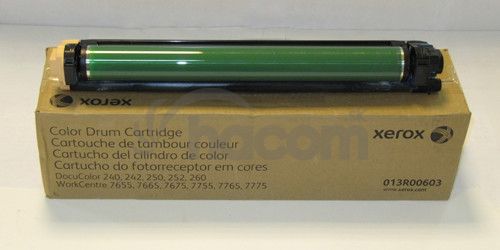 xerox
Color Drum Cartridge
Cartouche de tambour couleur
Cartucho del cilindro de color
Cartucho do fotorreceptor em cores
DocuColor 240, 242, 250, 252, 260
WorkCentre 7655, 7665, 7675, 7755, 7765, 7775
xerox
013R00603
www.xerox.com
hacom